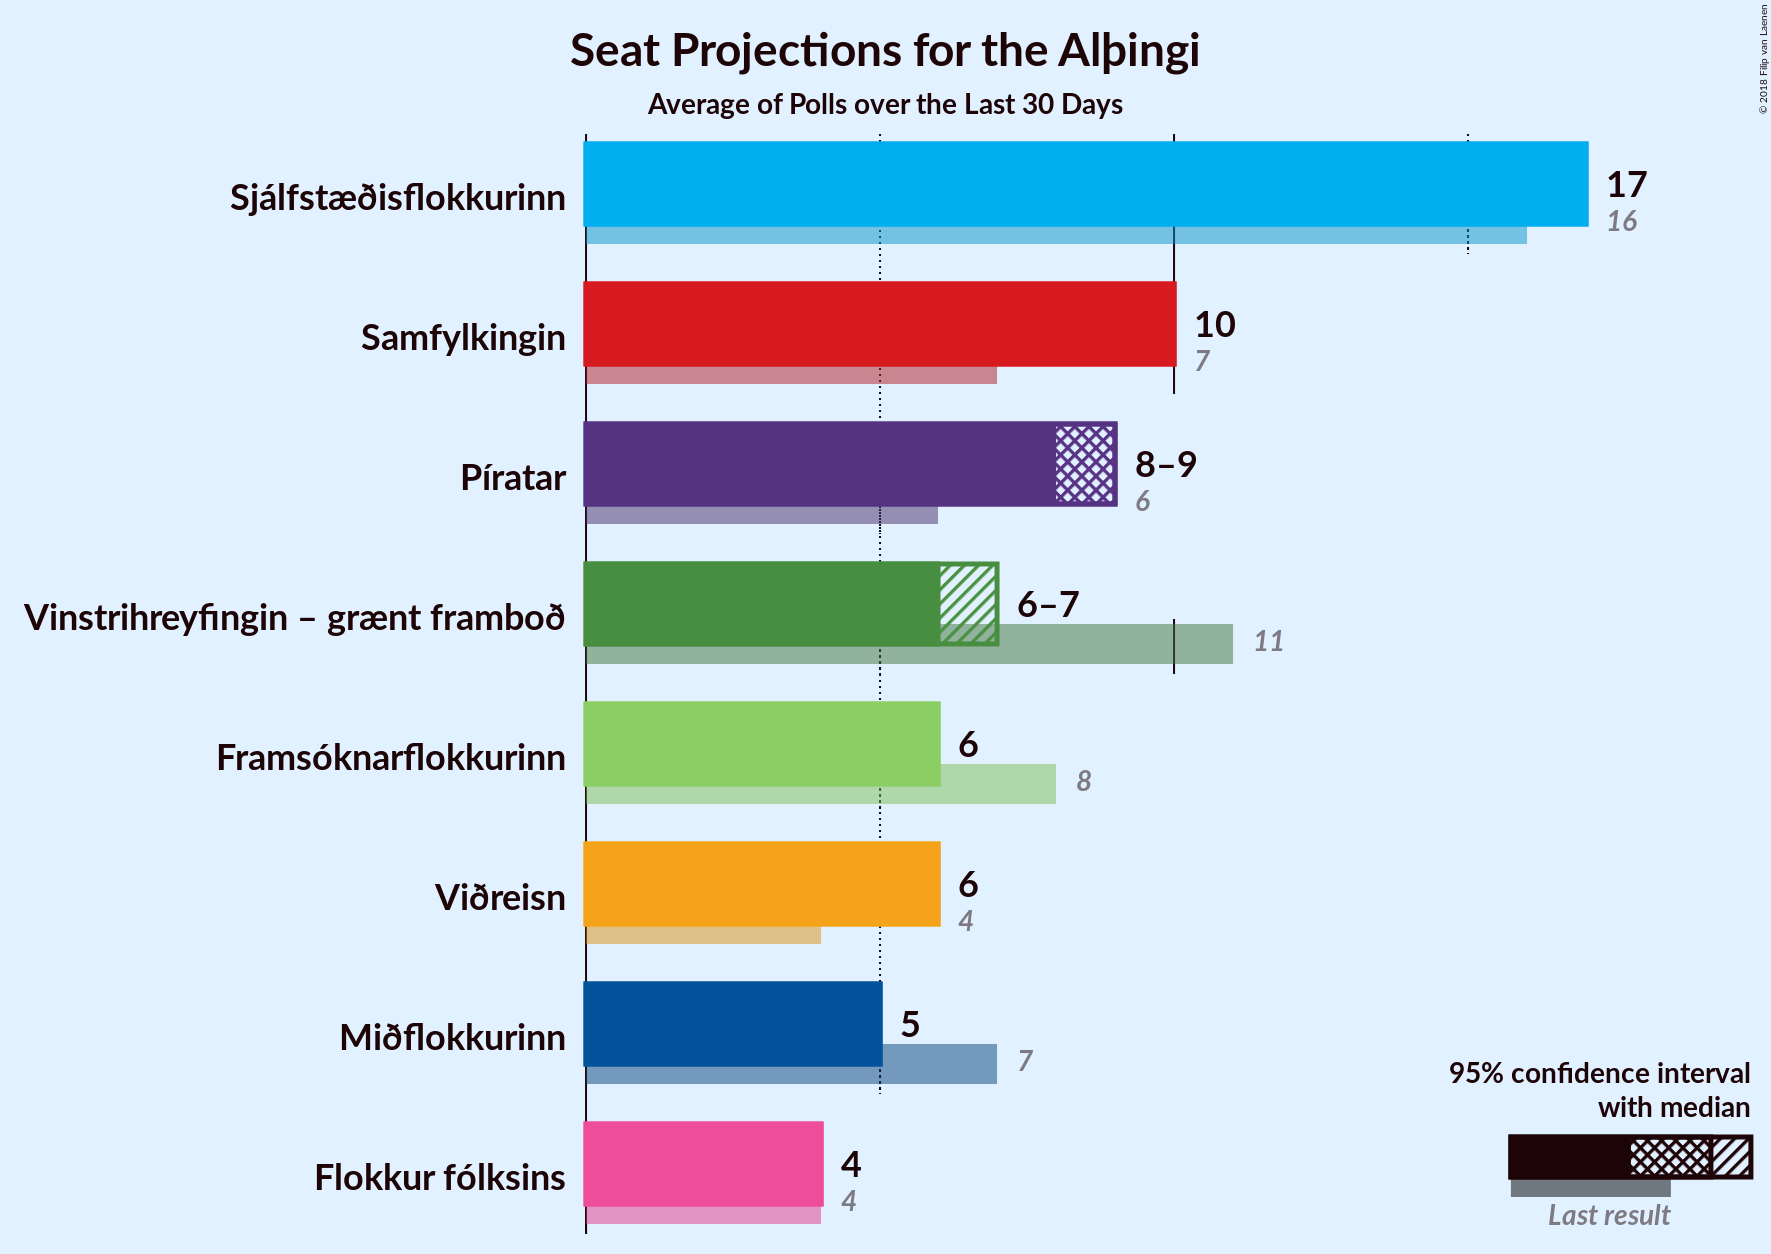 Seat Projections for the Alþingi
Average of Polls over the Last 30 Days
© 2018 Filip van Laenen
Sjálfstæðisflokkurinn
17
16
Samfylkingin
10
7
Píratar
8–9
6
Vinstrihreyfingin – grænt framboð
6–7
11
Framsóknarflokkurinn
6
8
Viðreisn
6
4
Miðflokkurinn
5
7
Flokkur fólksins
4
4
95% confidence interval
with median
Last result